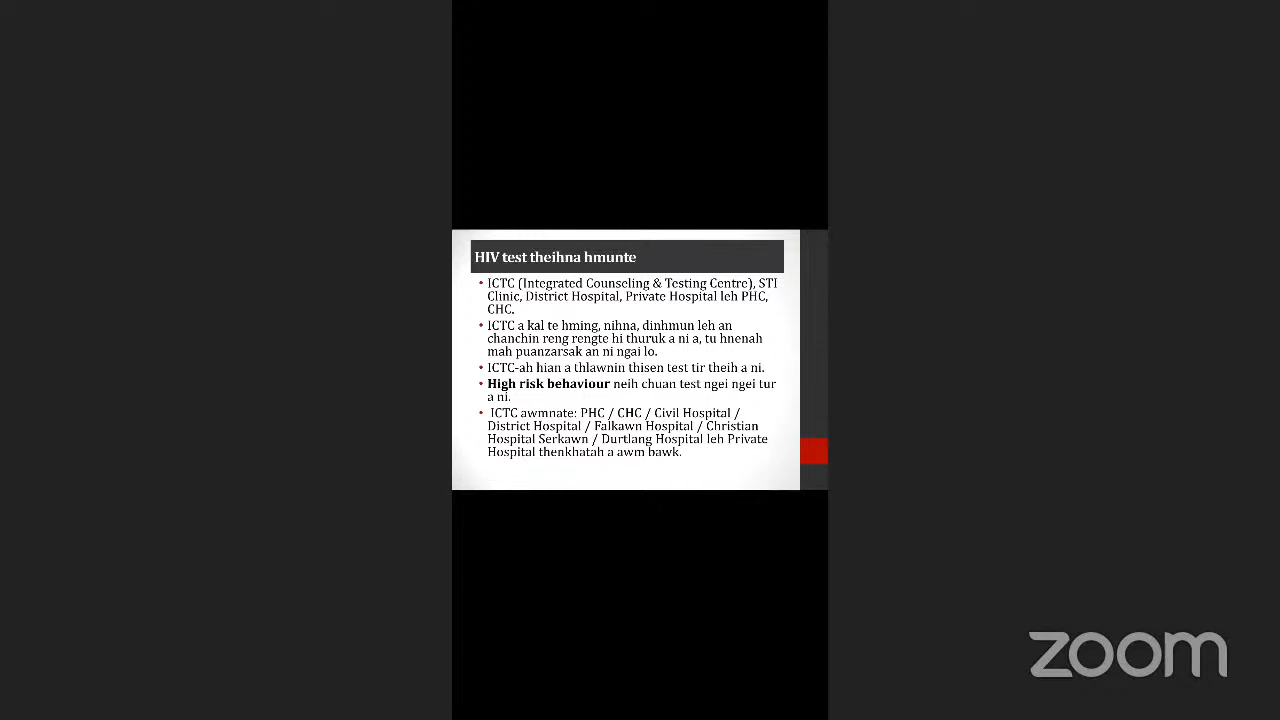 HIV test theihna hmunte
• ICTC (Integrated Counseling & Testing Centre), STI
Clinic, District Hospital, Private Hospital leh PHC,
CHC.
• ICTC a kal te hming, nihna, dinhmun leh an
chanchin reng rengte hi thuruk a ni a, tu hnenah
mah puanzarsak an ni ngai lo.
• ICTC-ah hian a thlawnin thisen test tir theih a ni.
• High risk behaviour neih chuan test ngei ngei tur
a ni.
• ICTC awmnate: PHC / CHC / Civil Hospital /
District Hospital / Falkawn Hospital / Christian
Hospital Serkawn / Durtlang Hospital leh Private
Hospital thenkhatah a awm bawk.
zoom